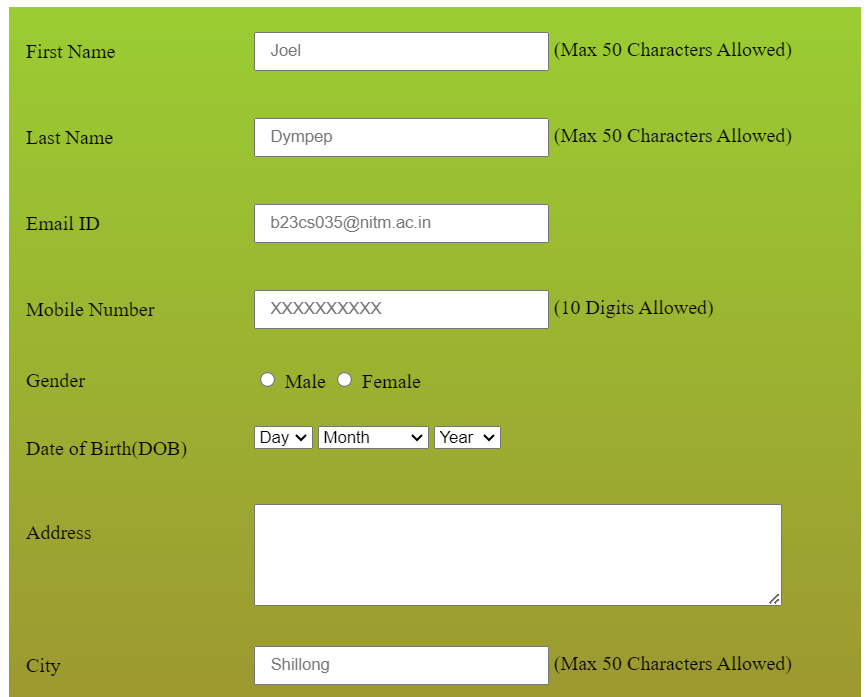 First Name Joel (Max 50 Characters Allowed)
Last Name Dympep (Max 50 Characters Allowed)
Email ID b23cs035@nitm.ac.in
Mobile Number XXXXXXXXXX (10 Digits Allowed)
Gender Male Female
Date of Birth(DOB) Day Month Year
Address
City Shillong (Max 50 Characters Allowed)